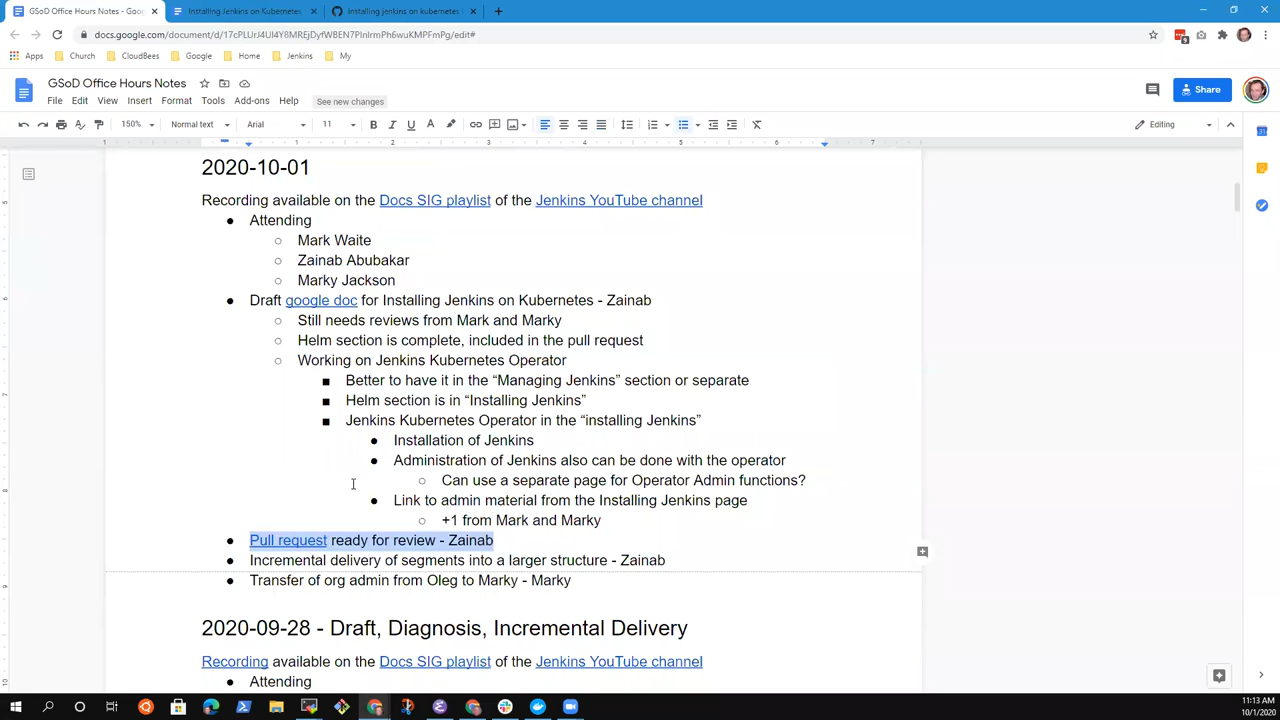 GSoD Office Hours Notes - Goog
Installing Jenkins on Kubernetes
Installing jenkins on kubernetes
docs.google.com/document/d/17cPLUrJ4UI4Y8MREjDyfWBEN7PlnIrmPh6wuKMPFmPg/edit#
Apps
Church
CloudBees
Google
Home
Jenkins
My
GSoD Office Hours Notes
File Edit View Insert Format Tools Add-ons Help See new changes
Share
150% Normal text Arial 11 B I U A Editing
1 1 2 3 4 5 6 7
2020-10-01
Recording available on the Docs SIG playlist of the Jenkins YouTube channel
● Attending
○ Mark Waite
○ Zainab Abubakar
○ Marky Jackson
● Draft google doc for Installing Jenkins on Kubernetes - Zainab
○ Still needs reviews from Mark and Marky
○ Helm section is complete, included in the pull request
○ Working on Jenkins Kubernetes Operator
■ Better to have it in the “Managing Jenkins” section or separate
■ Helm section is in “Installing Jenkins”
■ Jenkins Kubernetes Operator in the “installing Jenkins”
● Installation of Jenkins
● Administration of Jenkins also can be done with the operator
○ Can use a separate page for Operator Admin functions?
● Link to admin material from the Installing Jenkins page
○ +1 from Mark and Marky
● Pull request ready for review - Zainab
● Incremental delivery of segments into a larger structure - Zainab
● Transfer of org admin from Oleg to Marky - Marky
2020-09-28 - Draft, Diagnosis, Incremental Delivery
Recording available on the Docs SIG playlist of the Jenkins YouTube channel
● Attending
11:13 AM
10/1/2020